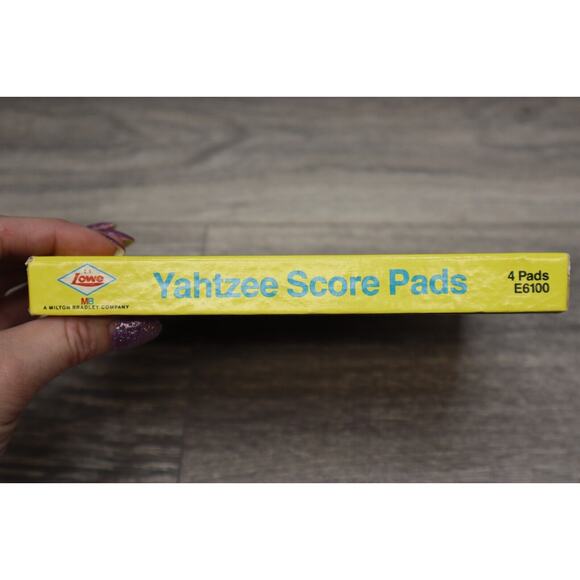 E.S.
Lowe
MB
A MILTON BRADLEY COMPANY
Yahtzee Score Pads
4 Pads
E6100